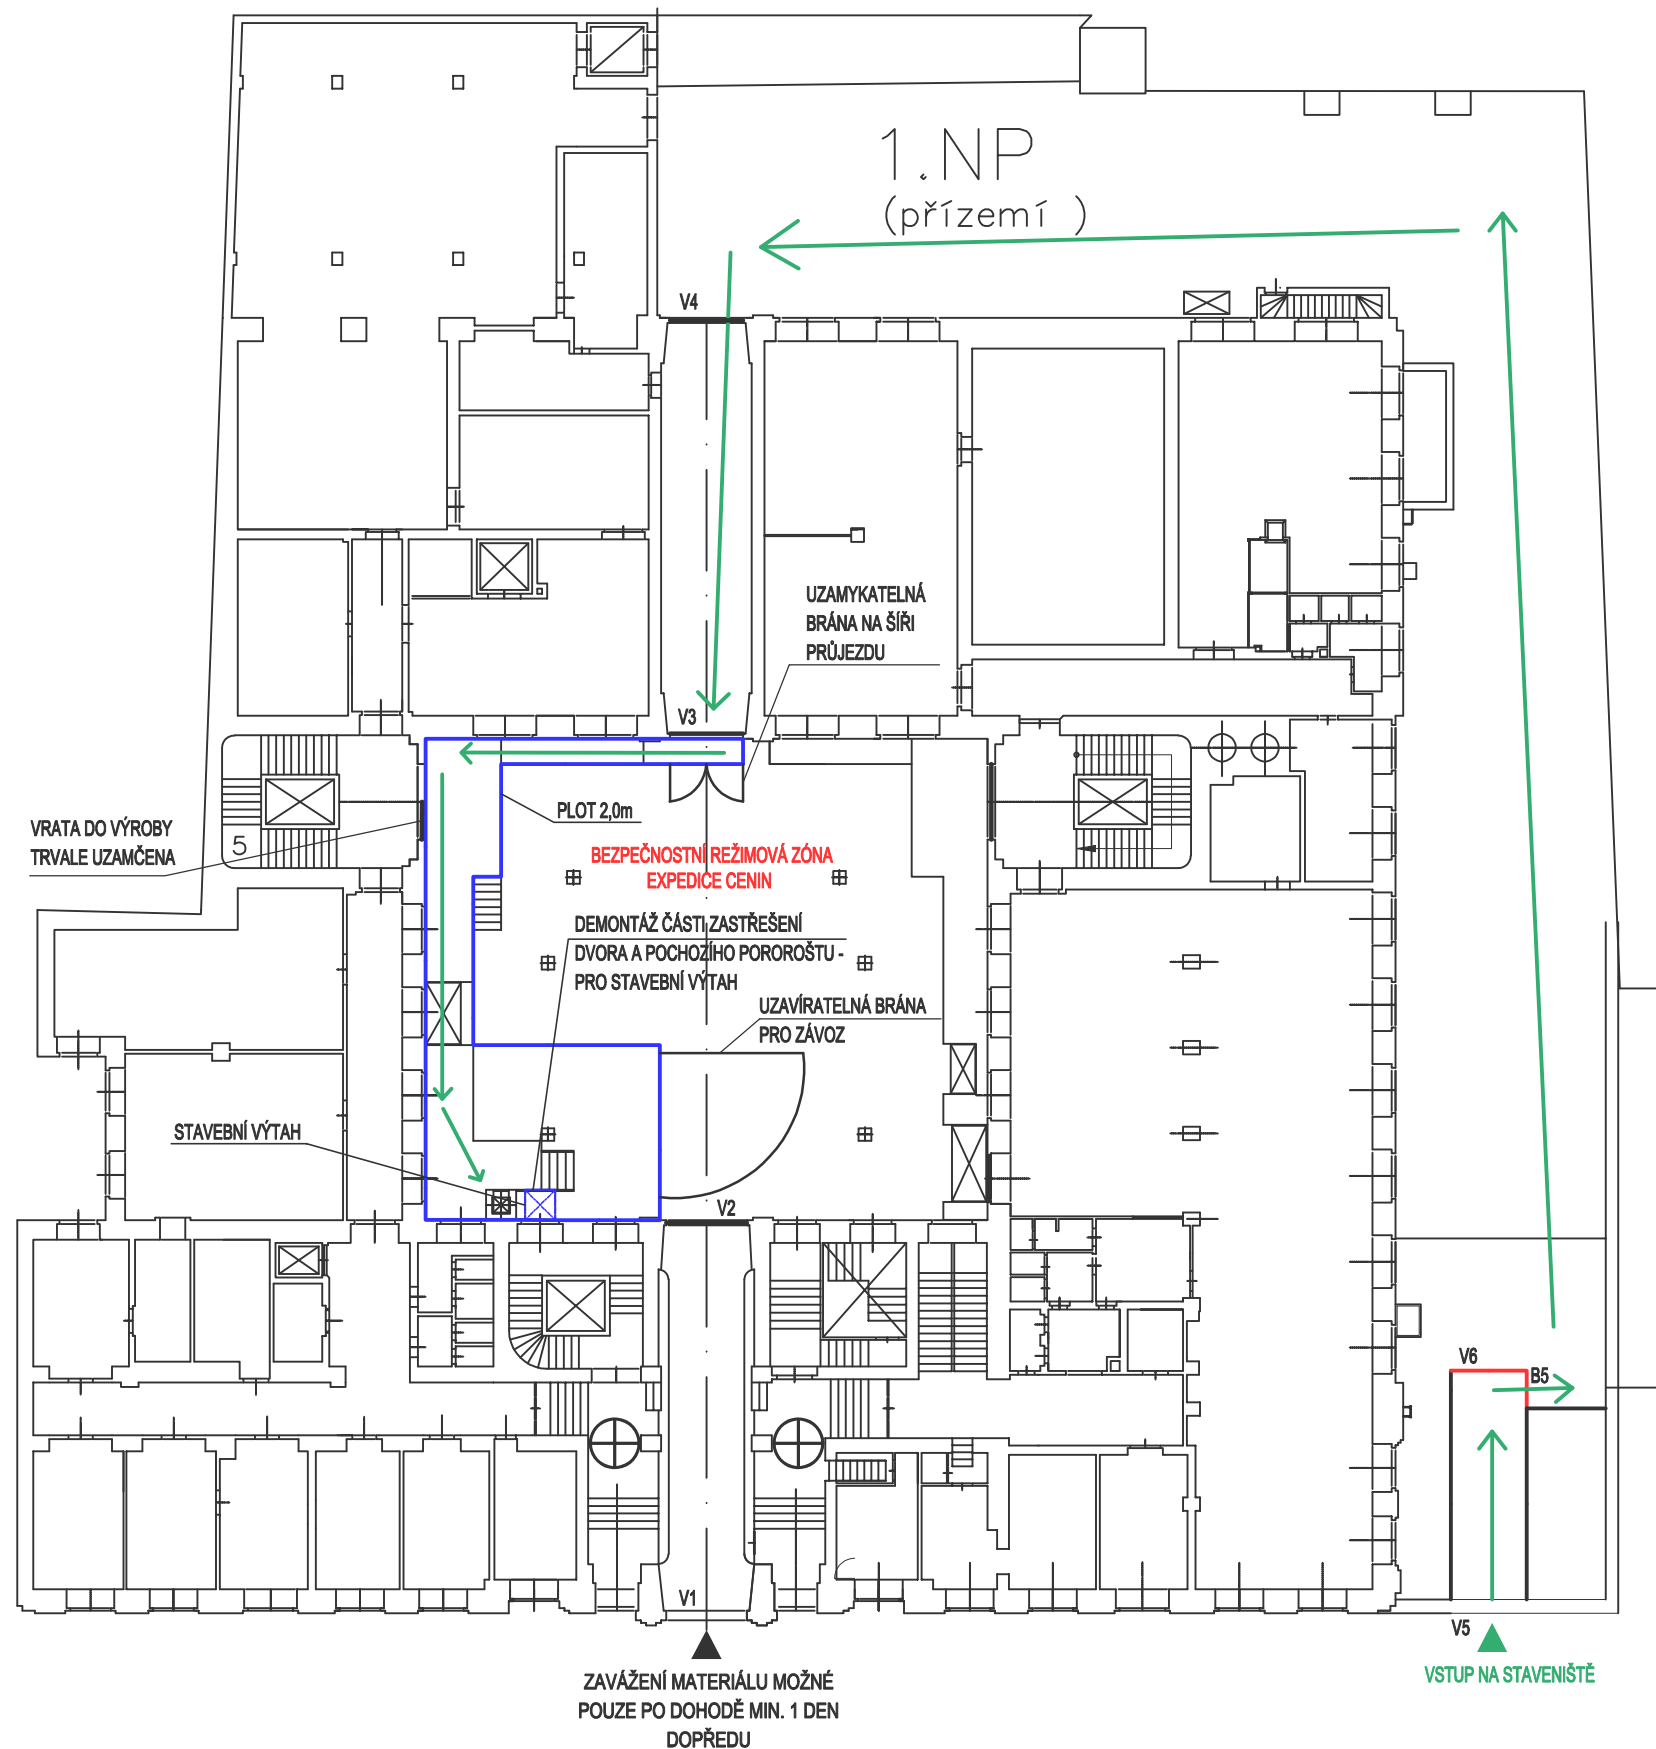 1.NP
(přízemí )
V4
UZAMYKATELNÁ
BRÁNA NA ŠÍŘI
PRŮJEZDU
V3
PLOT 2,0m
VRATA DO VÝROBY
TRVALE UZAMČENA
5
BEZPEČNOSTNÍ REŽIMOVÁ ZÓNA
EXPEDICE CENIN
DEMONTÁŽ ČÁSTI ZASTŘEŠENÍ
DVORA A POCHOZÍHO POROROŠTU -
PRO STAVEBNÍ VÝTAH
UZAVÍRATELNÁ BRÁNA
PRO ZÁVOZ
STAVEBNÍ VÝTAH
V2
V6
B5
V1
V5
VSTUP NA STAVENIŠTĚ
ZAVÁŽENÍ MATERIÁLU MOŽNÉ
POUZE PO DOHODĚ MIN. 1 DEN
DOPŘEDU